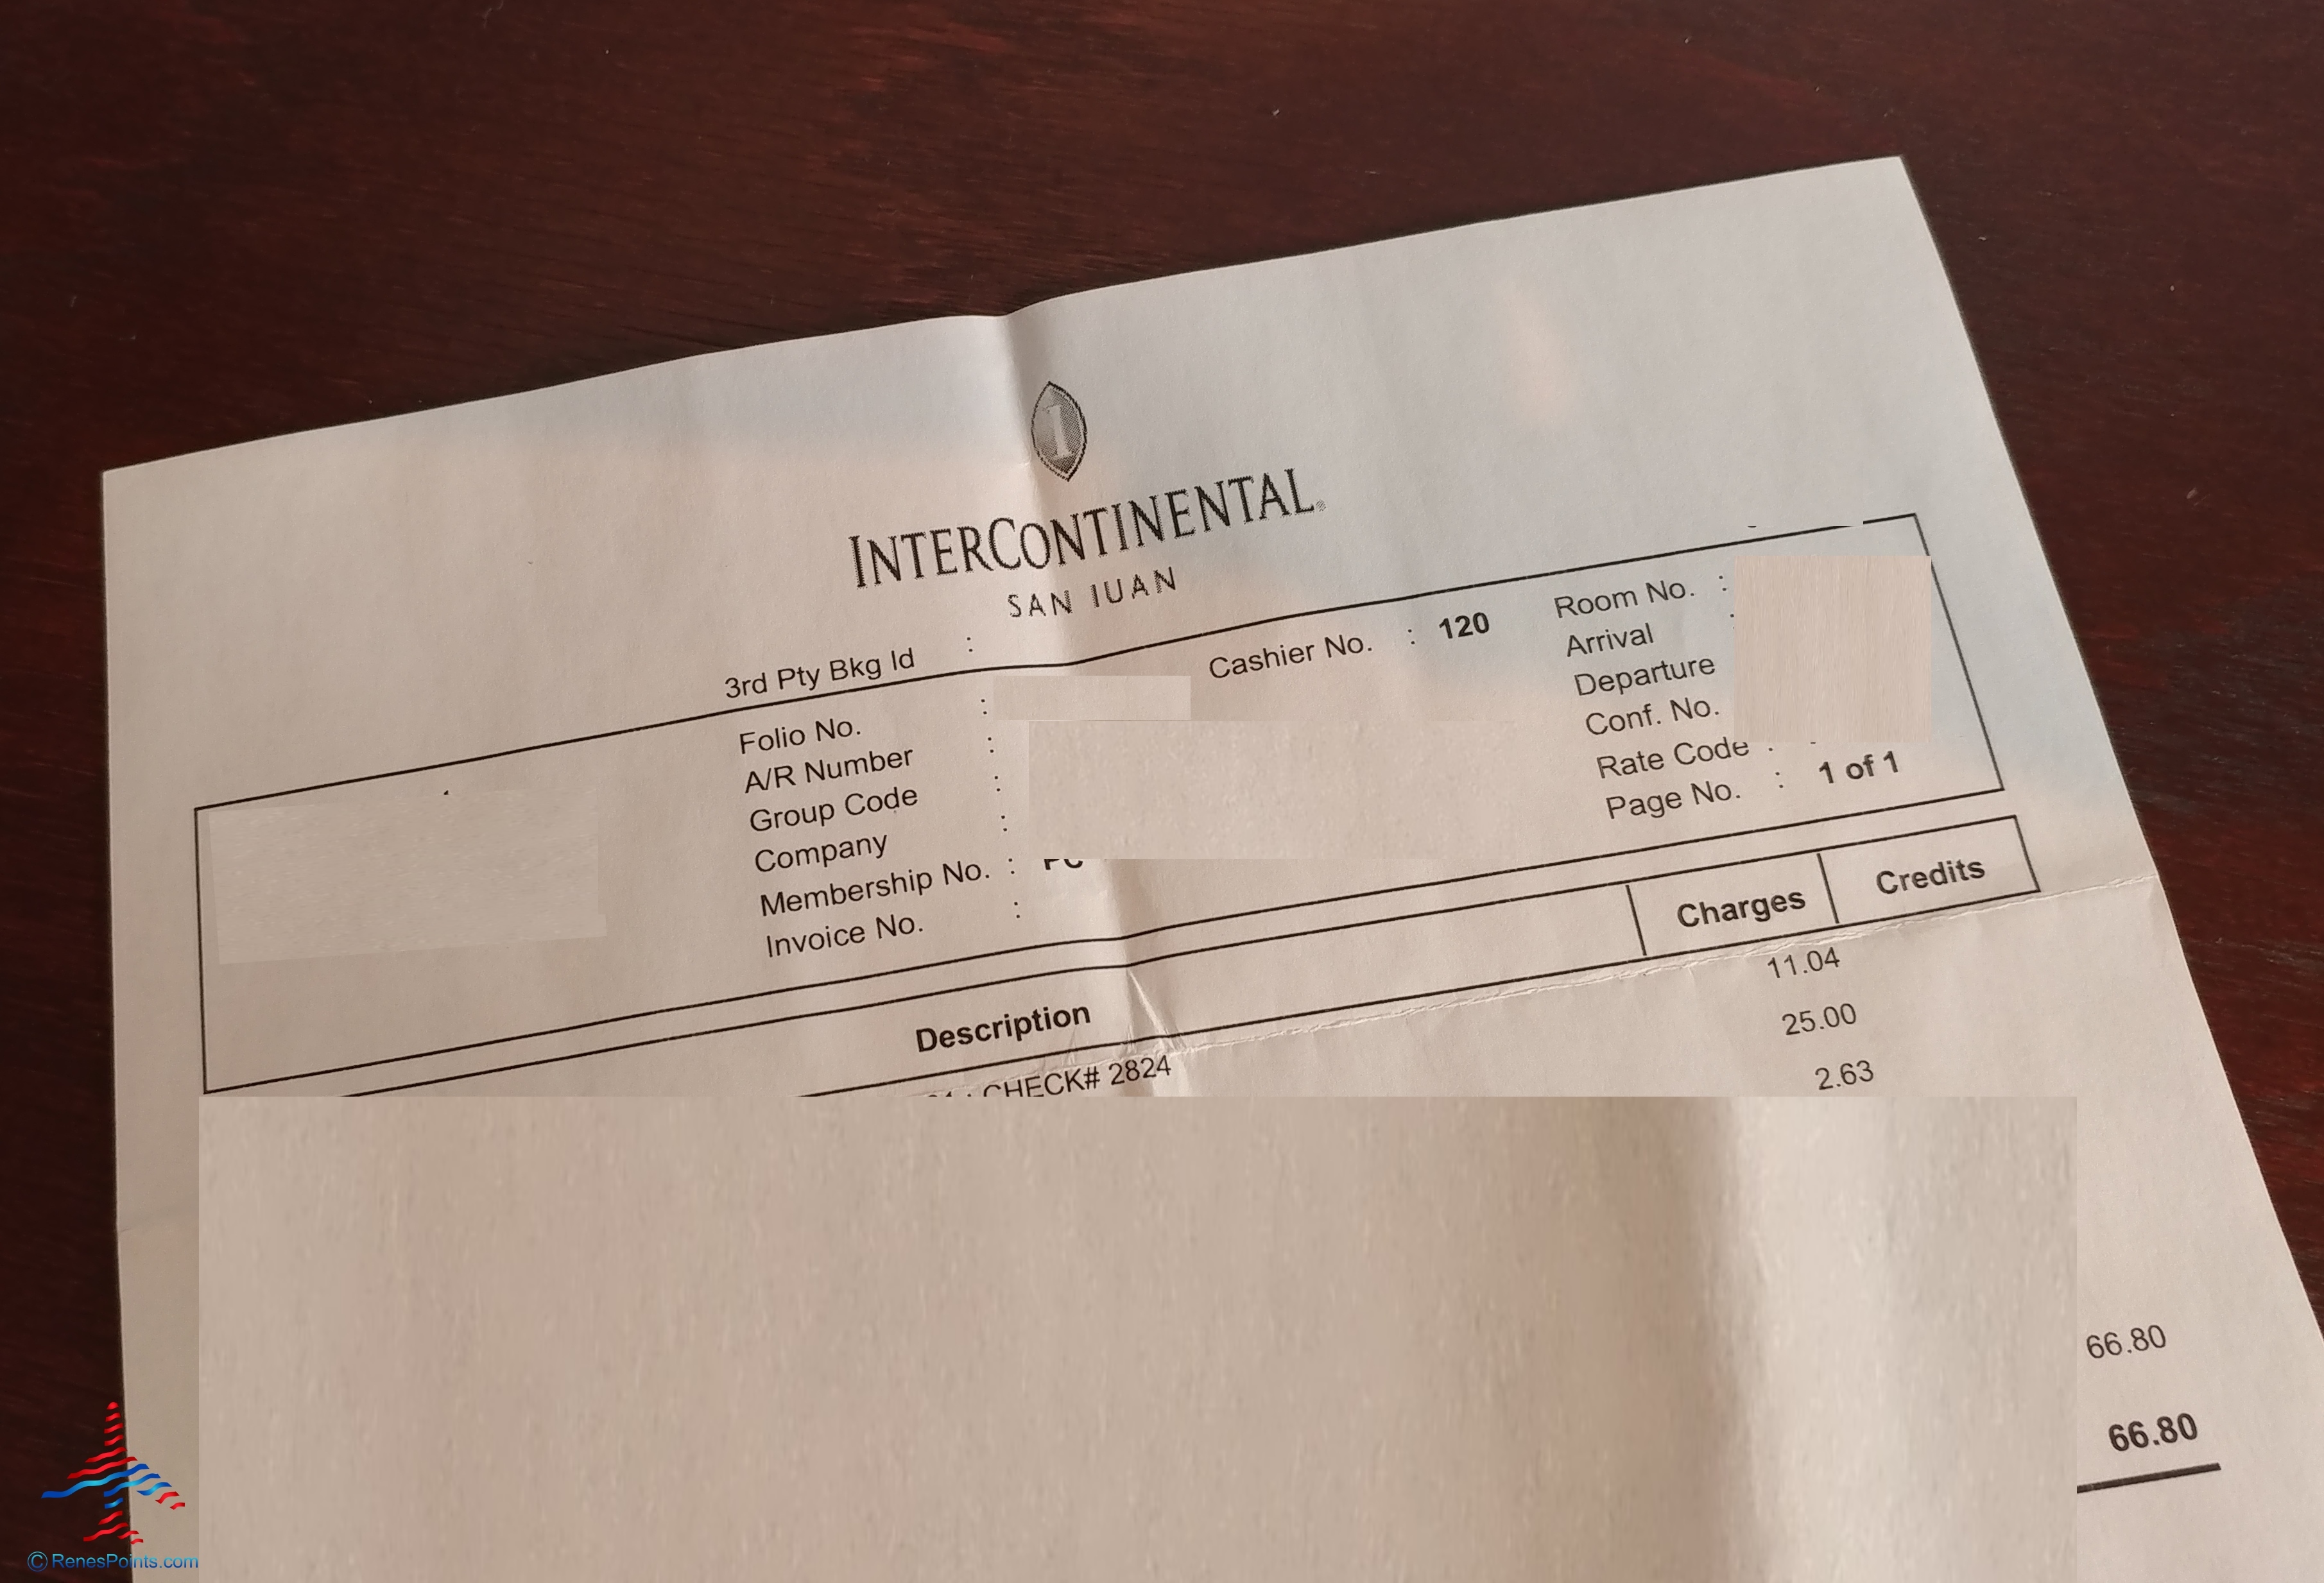 INTERCONTINENTAL®
SAN JUAN
3rd Pty Bkg Id :
Folio No. :
A/R Number :
Group Code :
Company :
Membership No. :
Invoice No. :
Cashier No. : 120
Room No. :
Arrival :
Departure
Conf. No.
Rate Code :
Page No. : 1 of 1
Description Charges Credits
CHECK# 2824 11.04
25.00
2.63
66.80
66.80
© RenesPoints.com